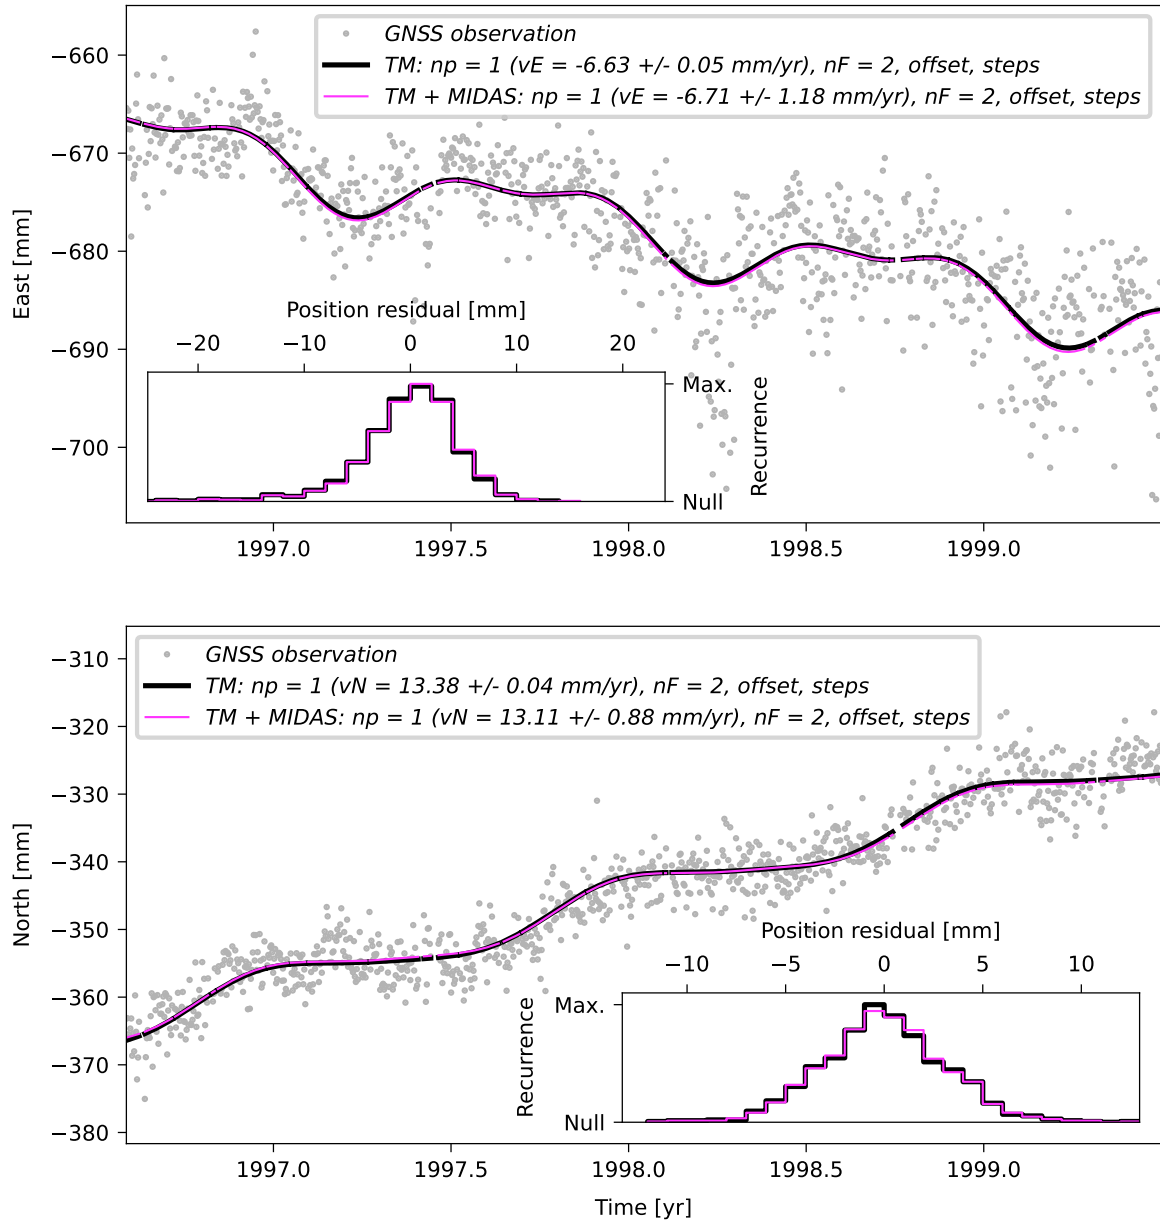 GNSS observation
TM: np = 1 (vE = -6.63 +/- 0.05 mm/yr), nF = 2, offset, steps
TM + MIDAS: np = 1 (vE = -6.71 +/- 1.18 mm/yr), nF = 2, offset, steps
−660
−670
−680
−690
−700
East [mm]
Position residual [mm]
−20 −10 0 10 20
Max.
Null
Recurrence
1997.0 1997.5 1998.0 1998.5 1999.0
GNSS observation
TM: np = 1 (vN = 13.38 +/- 0.04 mm/yr), nF = 2, offset, steps
TM + MIDAS: np = 1 (vN = 13.11 +/- 0.88 mm/yr), nF = 2, offset, steps
−310
−320
−330
−340
−350
−360
−370
−380
North [mm]
Position residual [mm]
−10 −5 0 5 10
Max.
Null
Recurrence
1997.0 1997.5 1998.0 1998.5 1999.0
Time [yr]